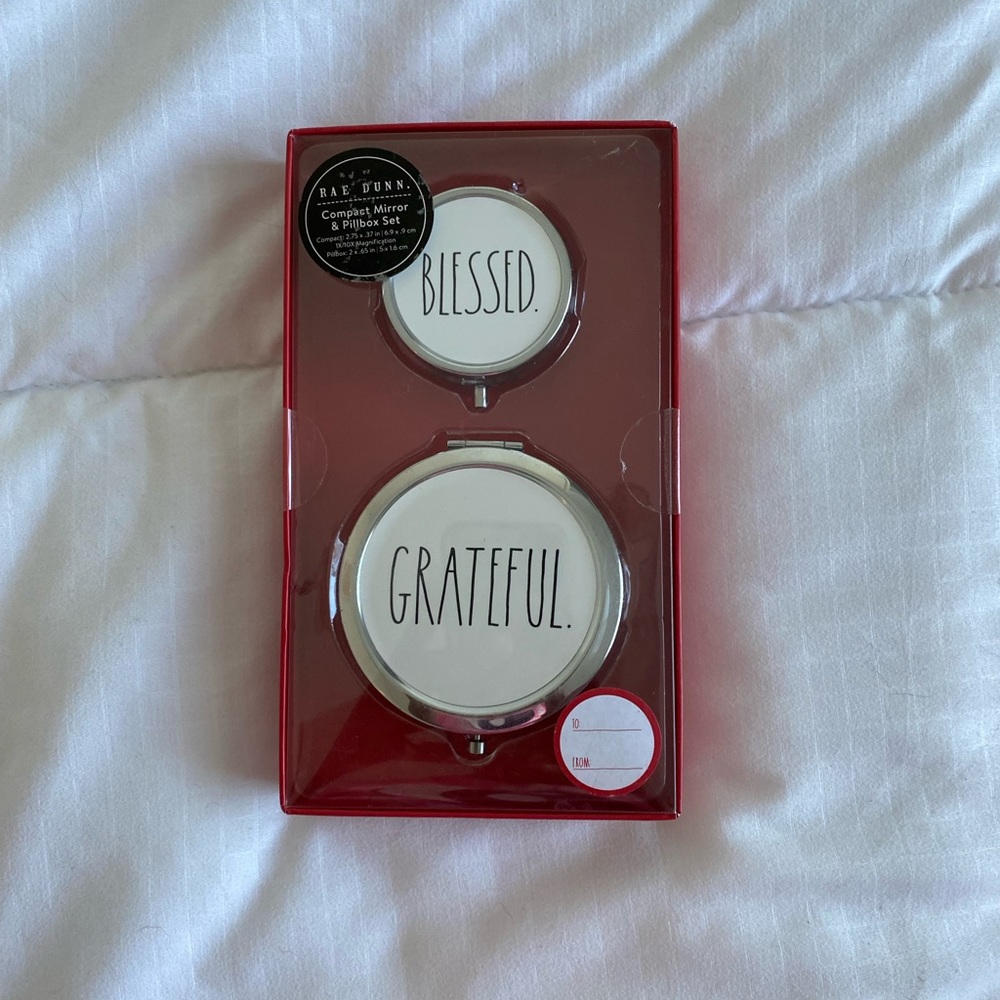 RAE DUNN.
Compact Mirror
& Pillbox Set
Compact: 2.75 x .37 in | 6.9 x .9 cm
1X/10X Magnification
Pillbox: 2 x .65 in | 5 x 1.6 cm
BLESSED.
GRATEFUL.
TO:
FROM: